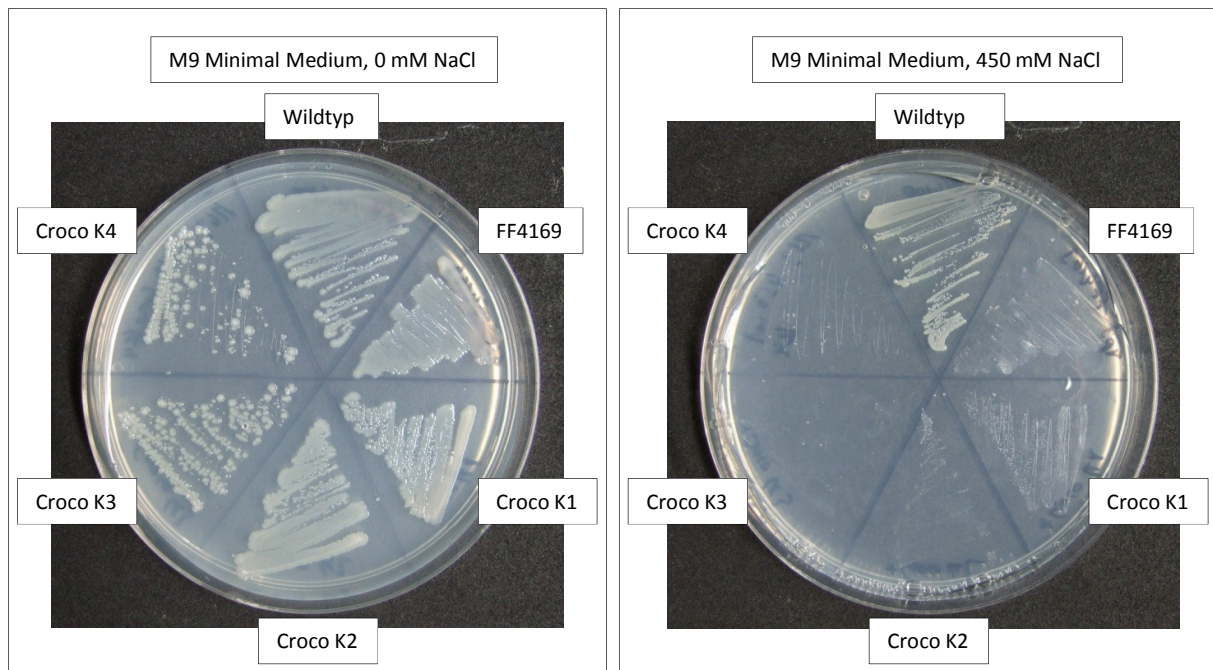 M9 Minimal Medium, 0 mM NaCl
Wildtyp
Croco K4
FF4169
Croco K3
Croco K1
Croco K2
M9 Minimal Medium, 450 mM NaCl
Wildtyp
Croco K4
FF4169
Croco K3
Croco K1
Croco K2